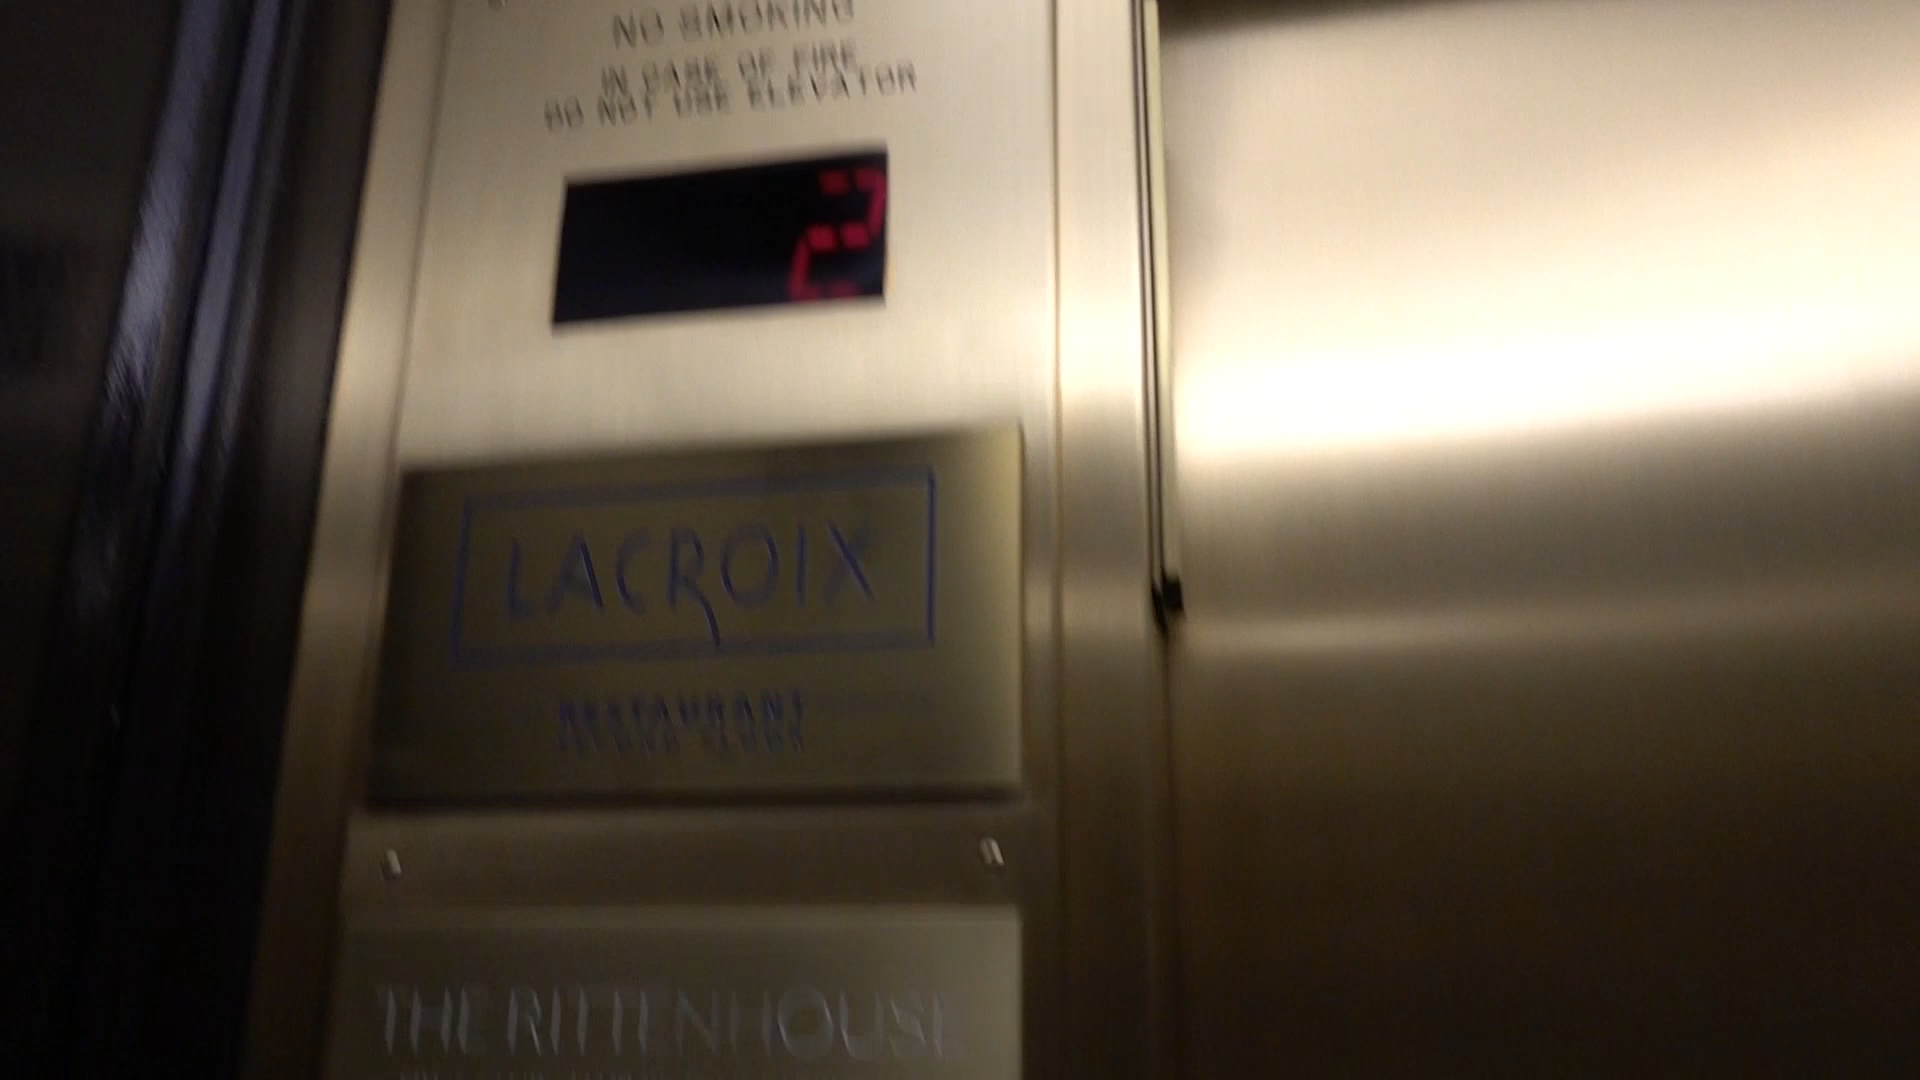 NO SMOKING
IN CASE OF FIRE
DO NOT USE ELEVATOR
2
LACROIX
RESTAURANT
THE RITTENHOUSE